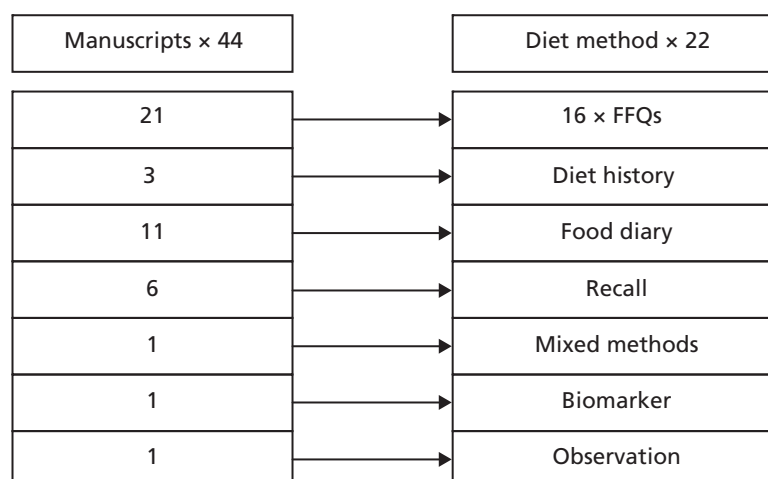 Manuscripts × 44
Diet method × 22
21
16 × FFQs
3
Diet history
11
Food diary
6
Recall
1
Mixed methods
1
Biomarker
1
Observation